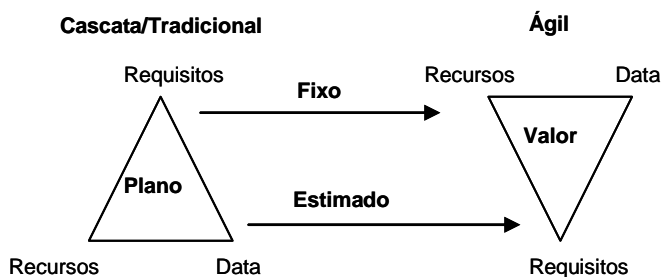 Cascata/Tradicional
Ágil
Requisitos
Recursos
Data
Fixo
Valor
Plano
Estimado
Recursos
Data
Requisitos